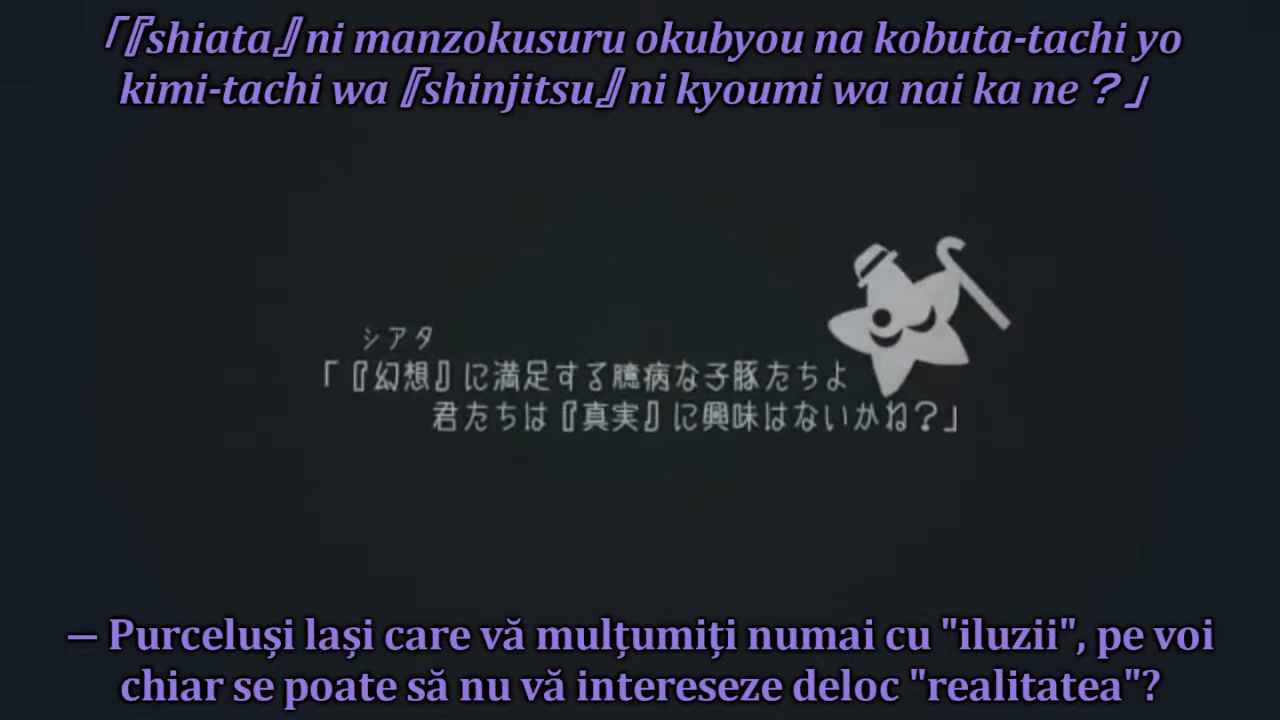 「『shiata』ni manzokusuru okubyou na kobuta-tachi yo
kimi-tachi wa『shinjitsu』ni kyoumi wa nai ka ne？」
シアタ
「『幻想』に満足する臆病な子豚たちよ
君たちは『真実』に興味はないかね？」
— Purceluși lași care vă mulțumiți numai cu "iluzii", pe voi
chiar se poate să nu vă intereseze deloc "realitatea"?